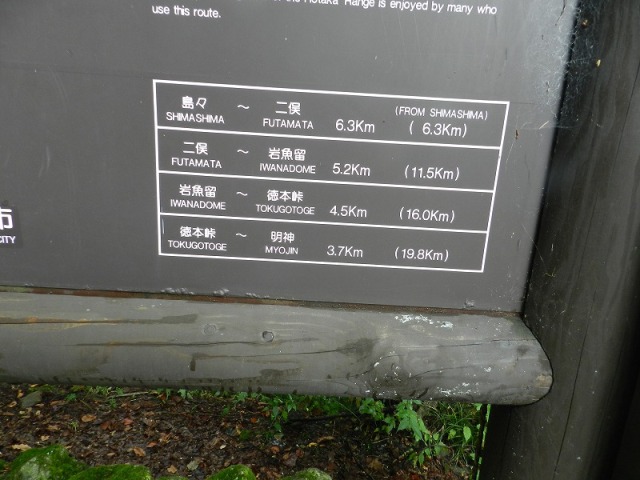 Range is enjoyed by many who
use this route.
(FROM SHIMASHIMA)
島々 ~ 二俣
SHIMASHIMA FUTAMATA 6.3Km ( 6.3Km)
二俣 ~ 岩魚留
FUTAMATA IWANADOME 5.2Km (11.5Km)
岩魚留 ~ 徳本峠
IWANADOME TOKUGOTOGE 4.5Km (16.0Km)
徳本峠 ~ 明神
TOKUGOTOGE MYOJIN 3.7Km (19.8Km)
市
CITY